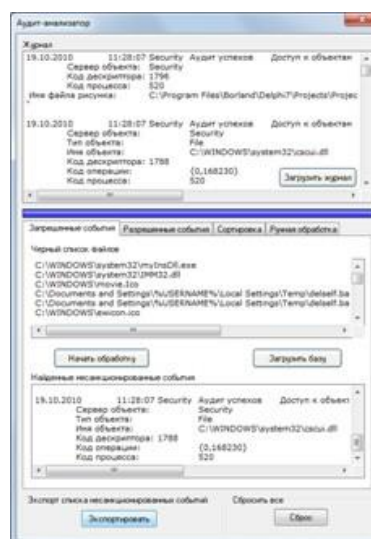 Аудит-анализатор
Журнал
19.10.2010 11:28:07 Security Аудит успехов Доступ к объектам
Сервер объекта: Security
Код дескриптора: 1796
Код процесса: 520
Имя файла рисунка: C:\Program Files\Borland\Delphi7\Projects\Projec
19.10.2010 11:28:07 Security Аудит успехов Доступ к объектам
Сервер объекта: Security
Тип объекта: File
Имя объекта: C:\WINDOWS\system32\cscui.dll
Код дескриптора: 1788
Код операции: {0,168230}
Код процесса: 520
Загрузить журнал
Запрещенные события Разрешенные события Сортировка Ручная обработка
Черный список файлов
C:\WINDOWS\system32\myInsDll.exe
C:\WINDOWS\system32\IMM32.dll
C:\WINDOWS\movie.Ico
C:\Documents and Settings\%USERNAME%\Local Settings\Temp\delself.ba
C:\Documents and Settings\%USERNAME%\Local Settings\Temp\delself.ba
C:\WINDOWS\ewicon.ico
Начать обработку Загрузить базу
Найденные несанкционированные события
19.10.2010 11:28:07 Security Аудит успехов Доступ к объект
Сервер объекта: Security
Тип объекта: File
Имя объекта: C:\WINDOWS\system32\cscui.dll
Код дескриптора: 1788
Код операции: {0,168230}
Код процесса: 520
Экспорт списка несанкционированных событий Сбросить все
Экспортировать Сброс